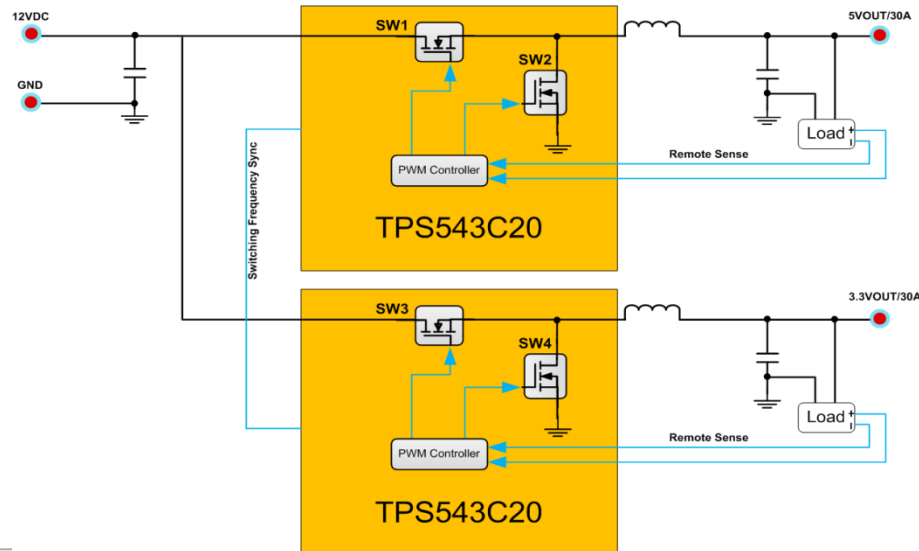 12VDC
SW1
5VOUT/30A
SW2
GND
Load + -
Remote Sense
PWM Controller
Switching Frequency Sync
TPS543C20
3.3VOUT/30A
SW3
SW4
Load + -
Remote Sense
PWM Controller
TPS543C20